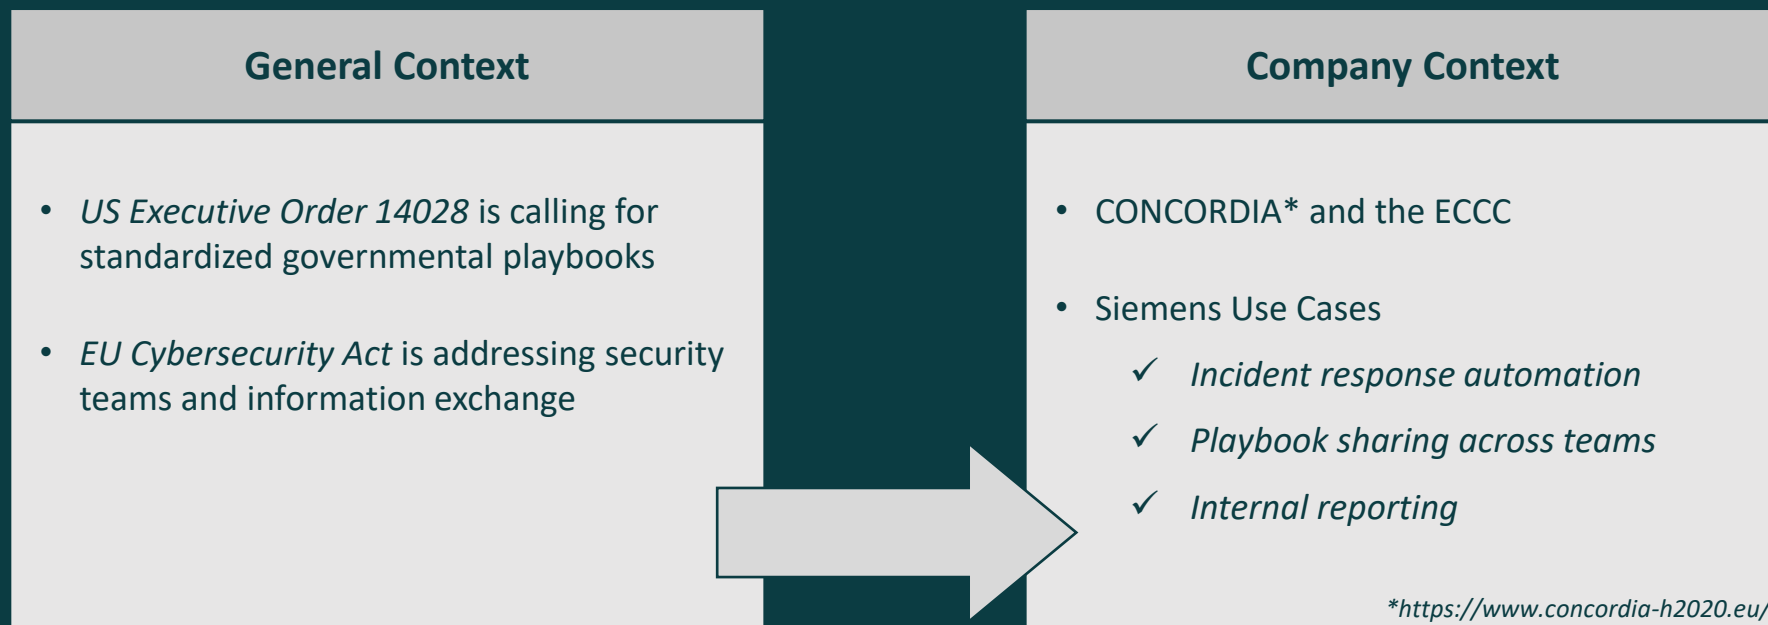 General Context
• US Executive Order 14028 is calling for
standardized governmental playbooks
• EU Cybersecurity Act is addressing security
teams and information exchange
Company Context
• CONCORDIA* and the ECCC
• Siemens Use Cases
✓ Incident response automation
✓ Playbook sharing across teams
✓ Internal reporting
*https://www.concordia-h2020.eu/